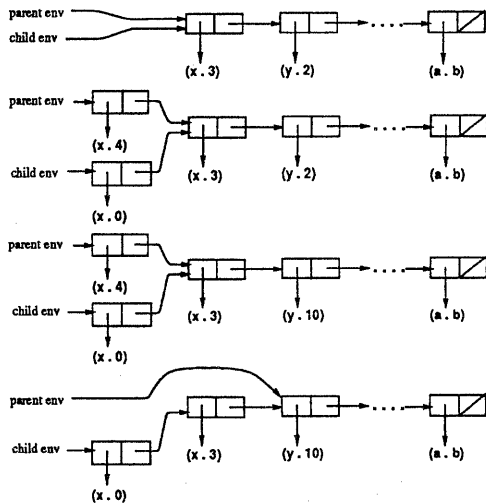 parent env
child env
(x . 3) (y . 2) (a . b)
parent env
(x . 4)
(x . 3) (y . 2) (a . b)
child env
(x . 0)
parent env
(x . 4)
child env
(x . 3) (y . 10) (a . b)
(x . 0)
parent env
child env
(x . 3) (y . 10) (a . b)
(x . 0)